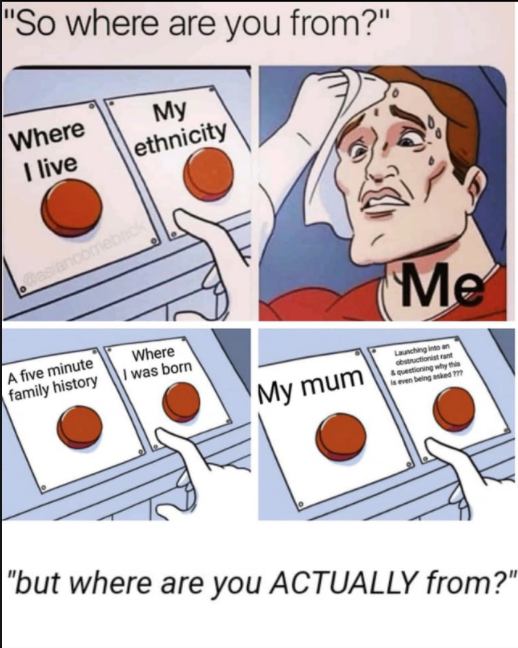 "So where are you from?"
Where
I live
My
ethnicity
@asiancomeback
Me
A five minute
family history
Where
I was born
My mum
Launching into an
obstructionist rant
& questioning why this
is even being asked ???
"but where are you ACTUALLY from?"